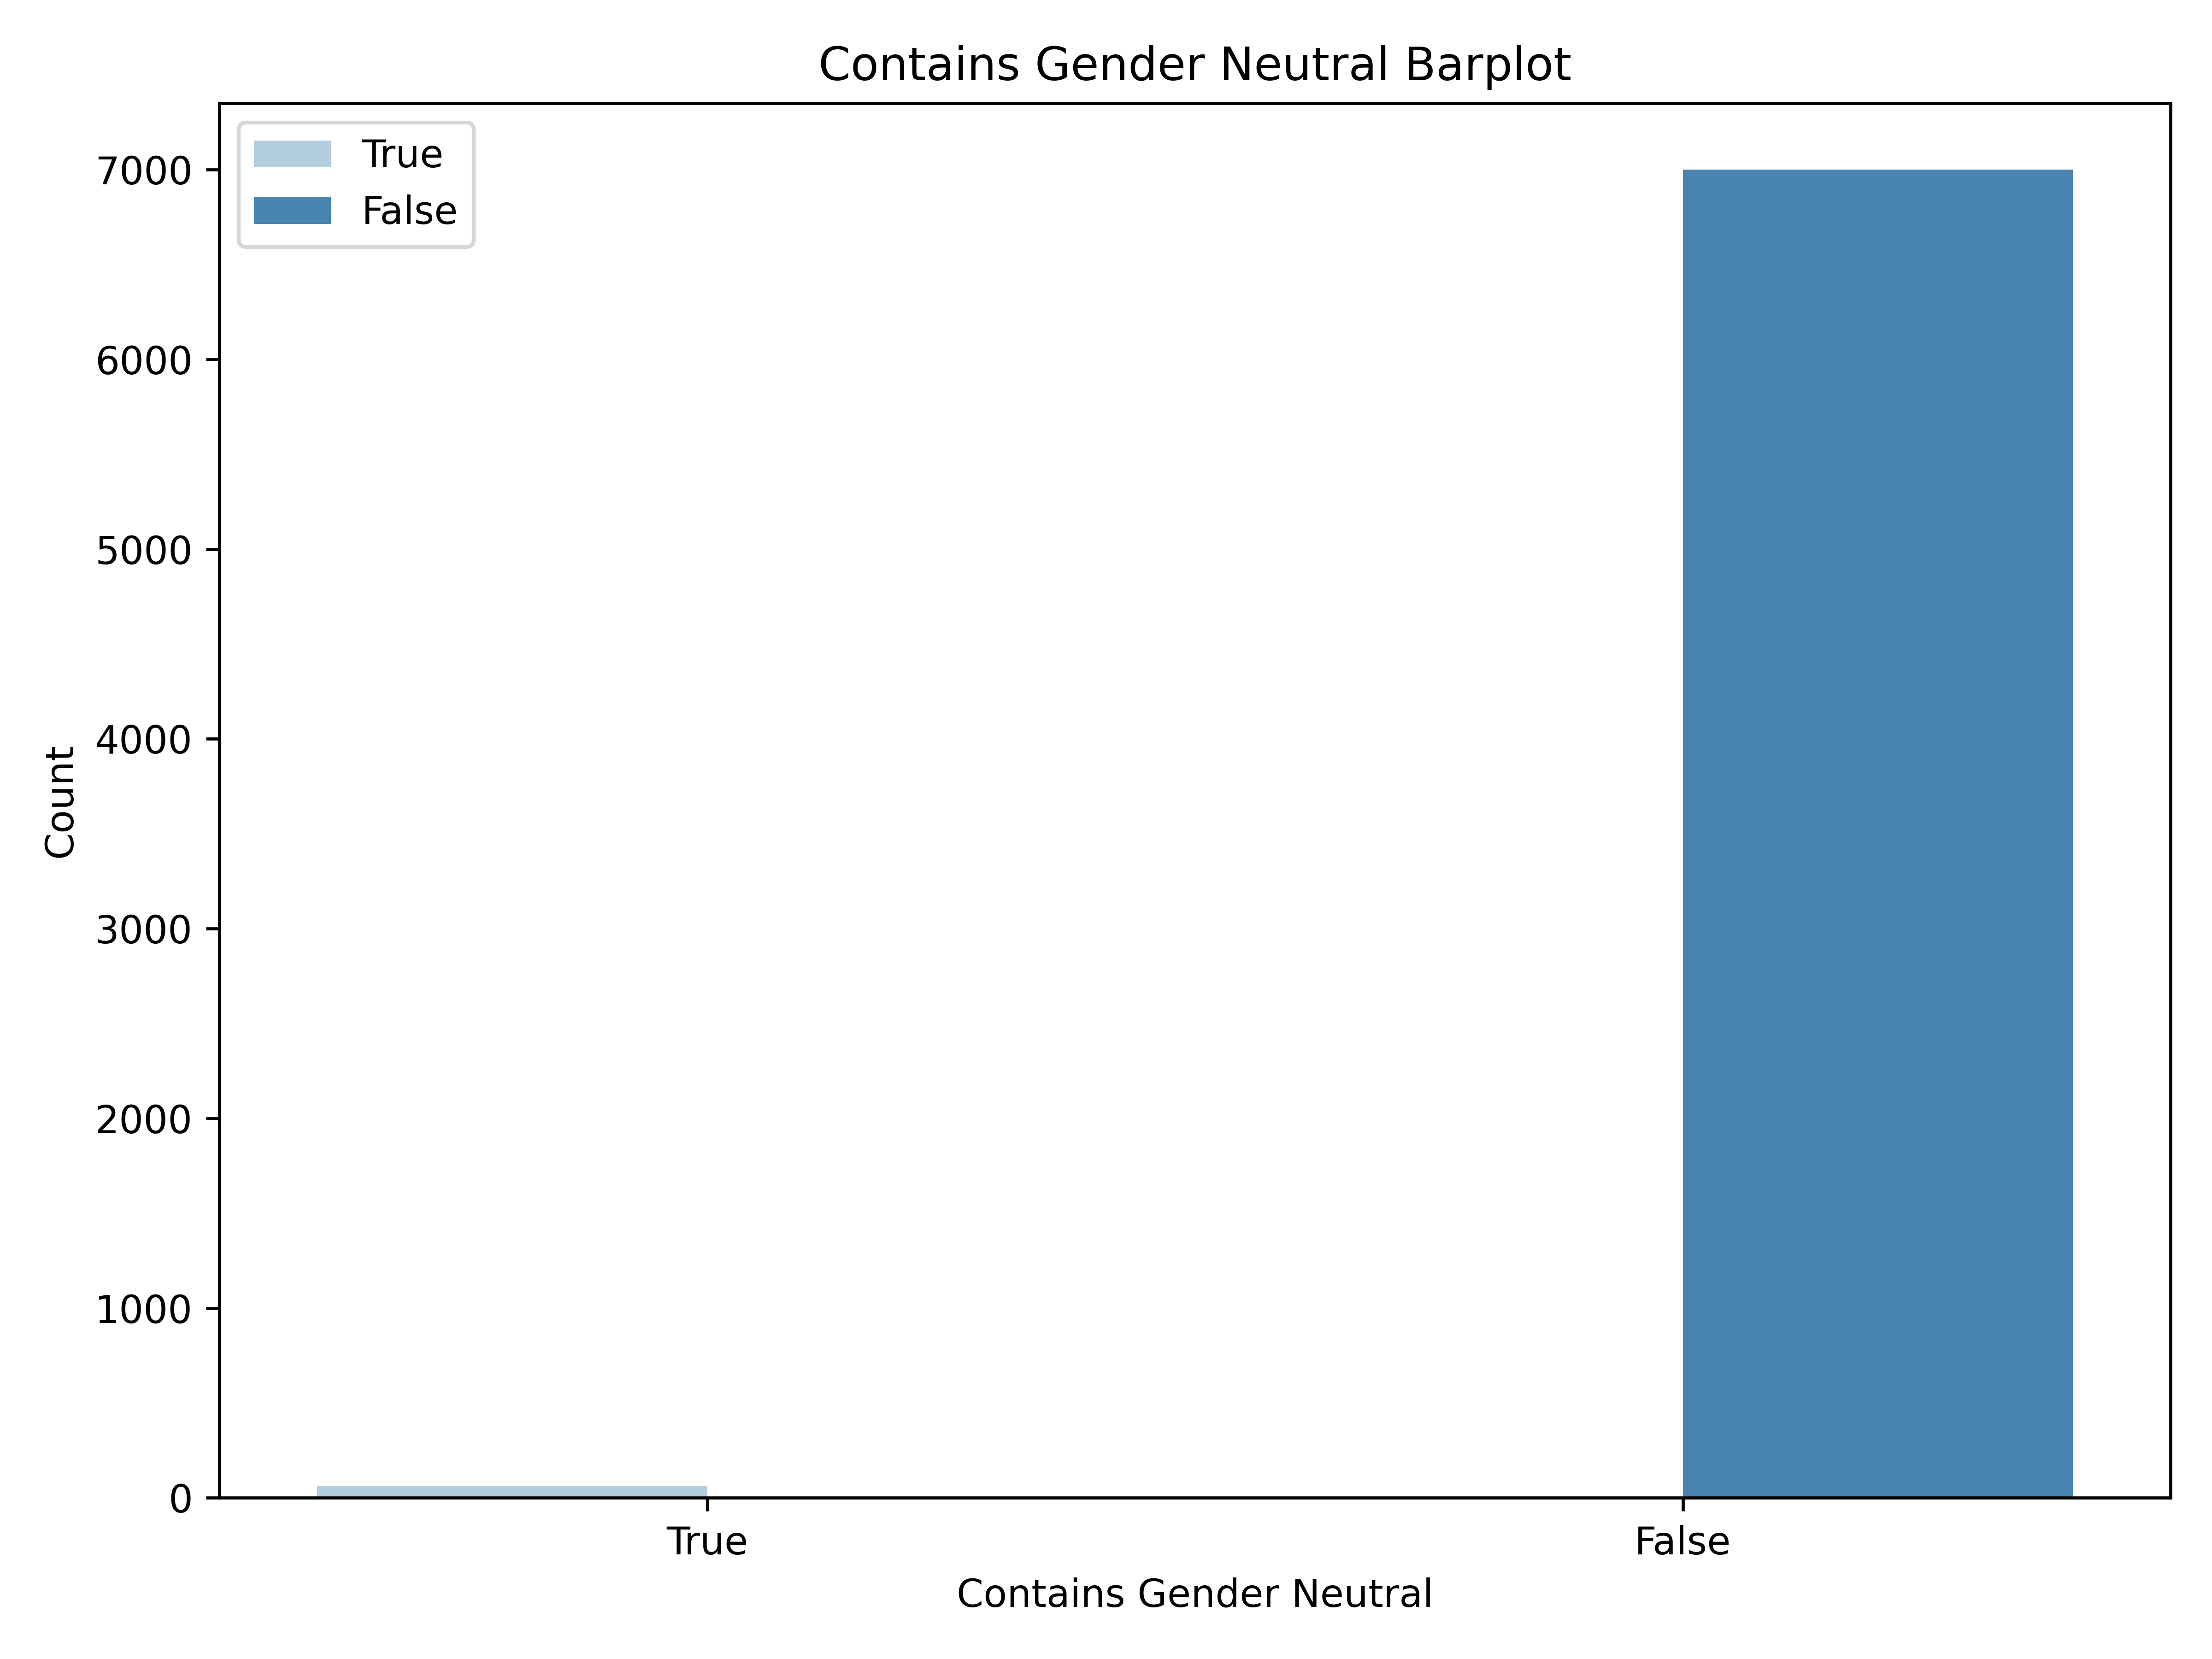 Contains Gender Neutral Barplot
True
False
7000
6000
5000
4000
3000
2000
1000
0
Count
True
False
Contains Gender Neutral